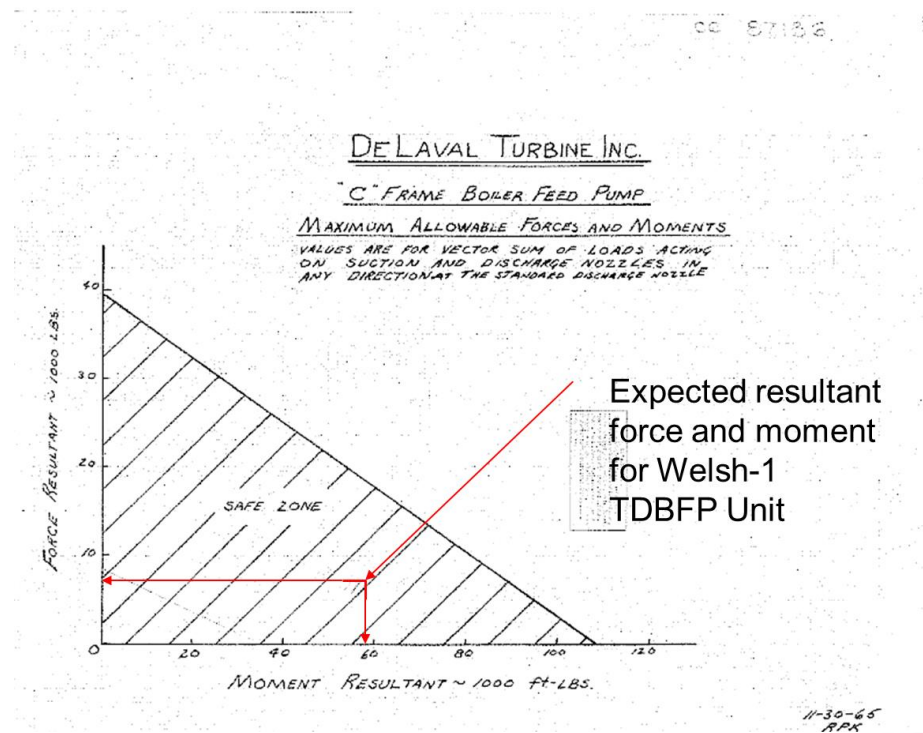 CC 87186
DE LAVAL TURBINE INC.
"C" FRAME BOILER FEED PUMP
MAXIMUM ALLOWABLE FORCES AND MOMENTS
VALUES ARE FOR VECTOR SUM OF LOADS ACTING
ON SUCTION AND DISCHARGE NOZZLES IN
ANY DIRECTION AT THE STANDARD DISCHARGE NOZZLE
FORCE RESULTANT ~ 1000 LBS.
40
30
20
10
0
SAFE ZONE
Expected resultant
force and moment
for Welsh-1
TDBFP Unit
20 40 60 80 100 120
MOMENT RESULTANT ~ 1000 ft-LBS.
11-30-65
RPK